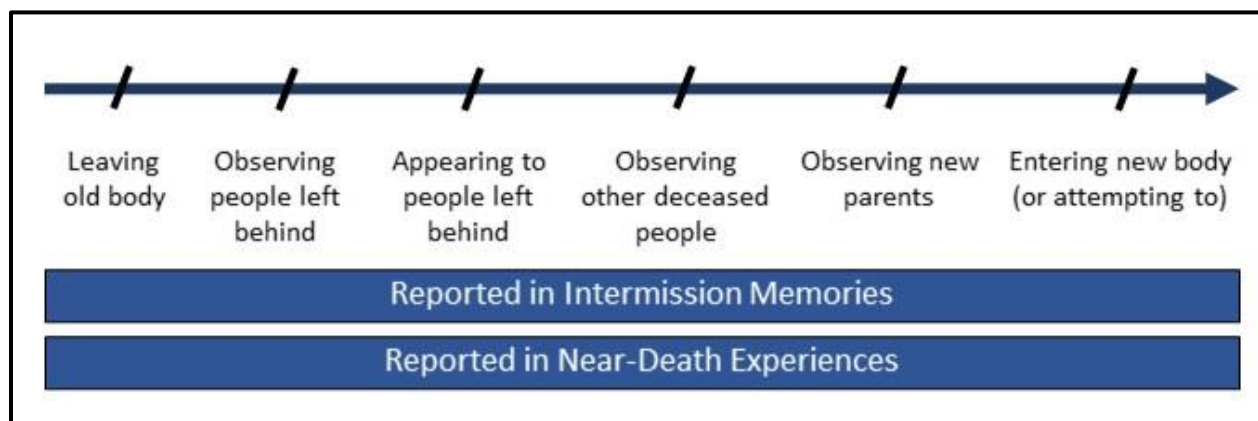 Leaving
old body
Observing
people left
behind
Appearing to
people left
behind
Observing
other deceased
people
Observing new
parents
Entering new body
(or attempting to)
Reported in Intermission Memories
Reported in Near-Death Experiences